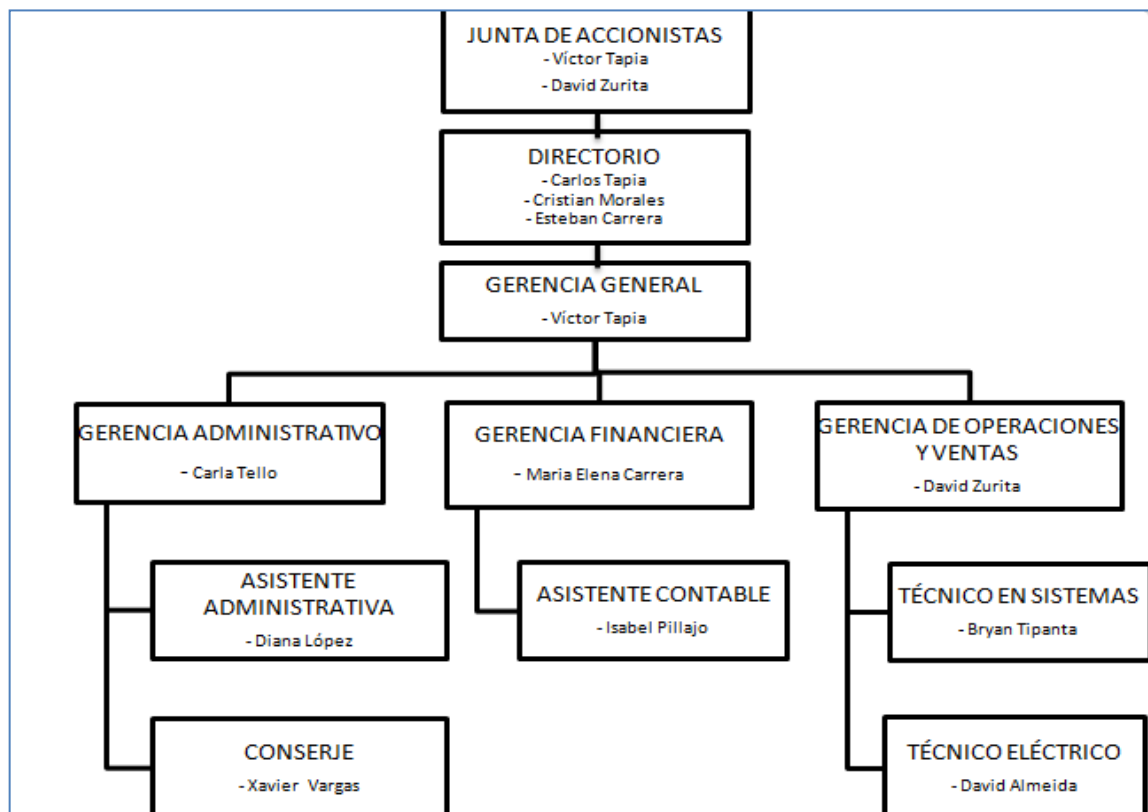 JUNTA DE ACCIONISTAS
- Víctor Tapia
- David Zurita
DIRECTORIO
- Carlos Tapia
- Cristian Morales
- Esteban Carrera
GERENCIA GENERAL
- Víctor Tapia
GERENCIA ADMINISTRATIVO
- Carla Tello
GERENCIA FINANCIERA
- Maria Elena Carrera
GERENCIA DE OPERACIONES
Y VENTAS
- David Zurita
ASISTENTE
ADMINISTRATIVA
- Diana López
ASISTENTE CONTABLE
- Isabel Pillajo
TÉCNICO EN SISTEMAS
- Bryan Tipanta
CONSERJE
- Xavier Vargas
TÉCNICO ELÉCTRICO
- David Almeida